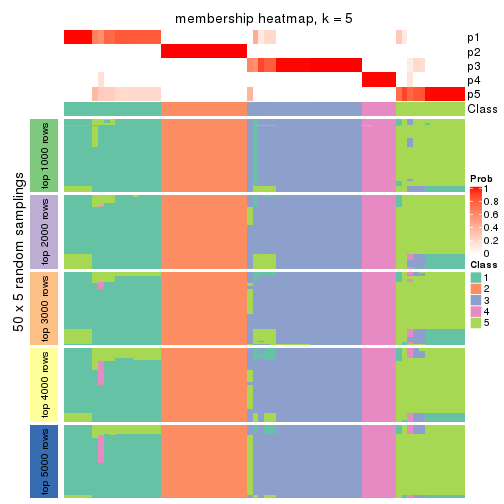 membership heatmap, k = 5
p1
p2
p3
p4
p5
Class
50 x 5 random samplings
top 1000 rows
top 2000 rows
top 3000 rows
top 4000 rows
top 5000 rows
Prob
1
0.8
0.6
0.4
0.2
0
Class
1
2
3
4
5